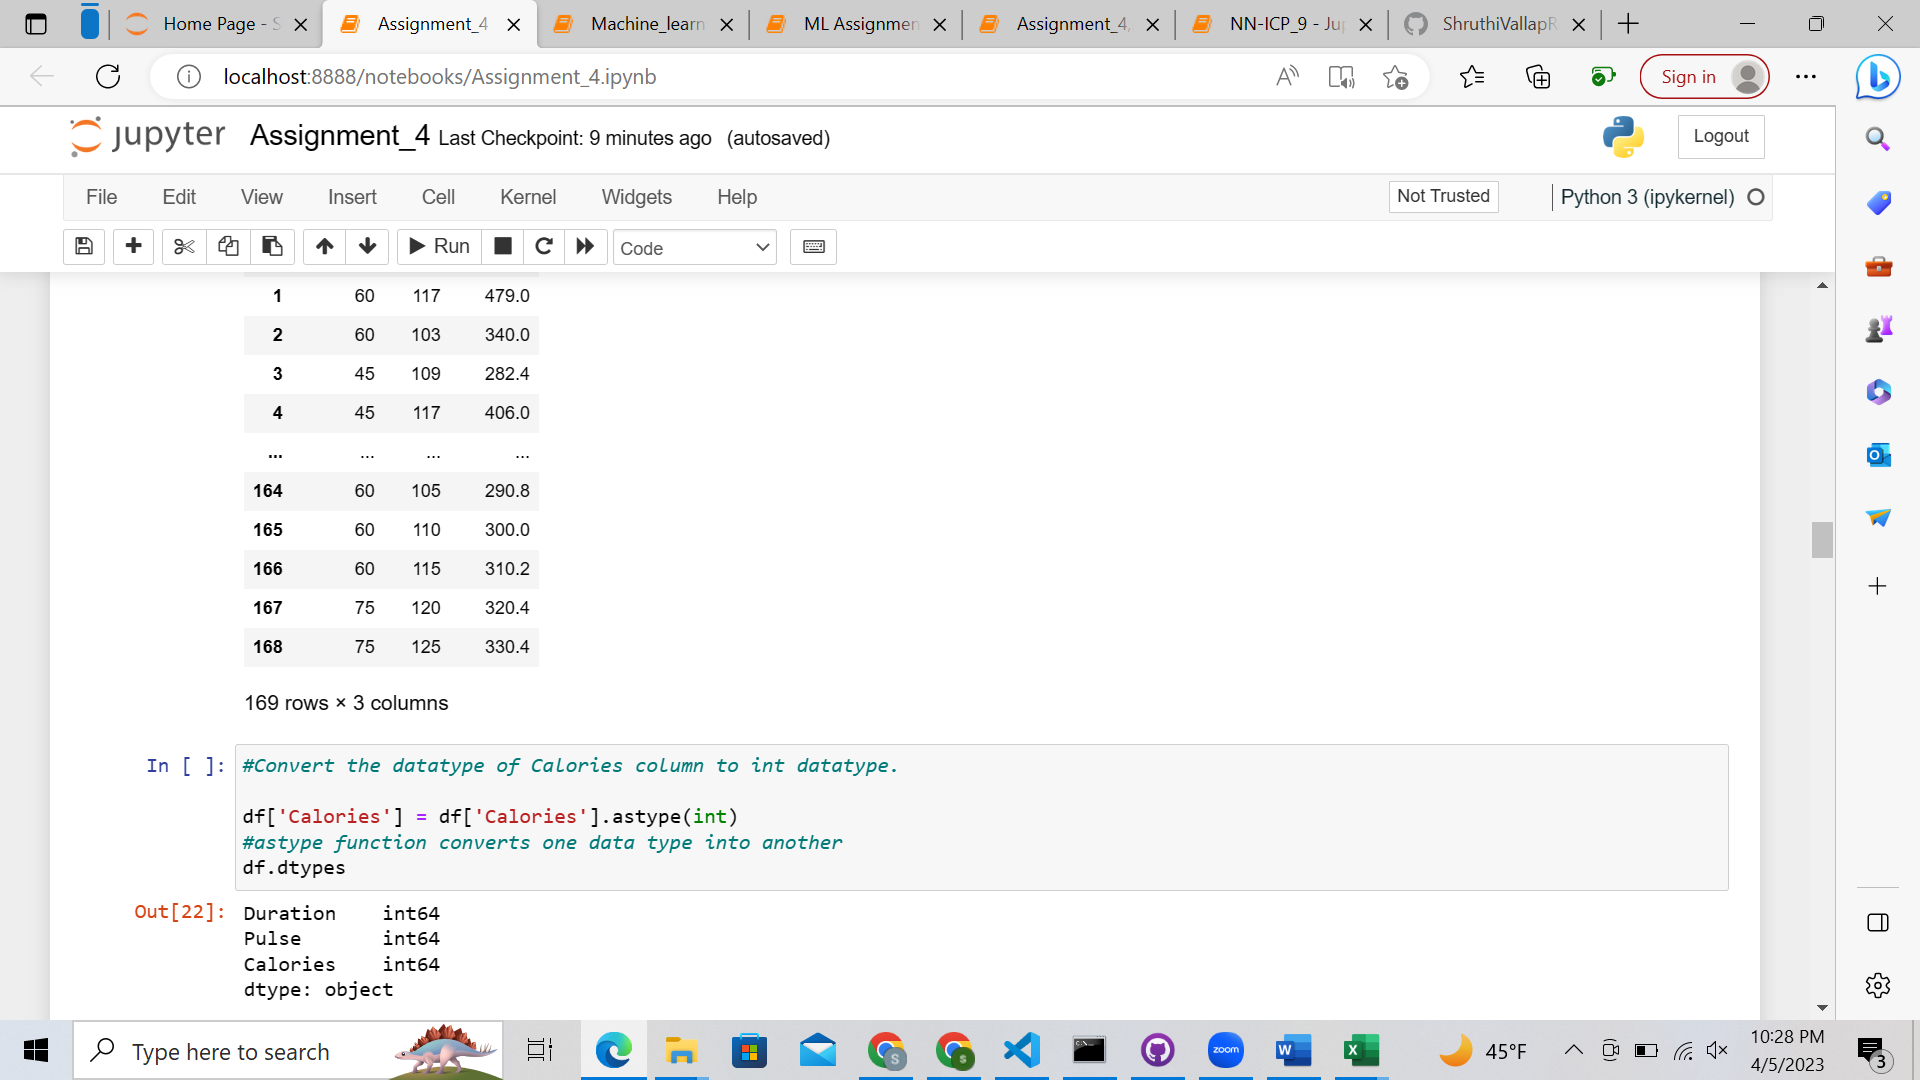 Home Page - S
Assignment_4
Machine_learn
ML Assignmen
Assignment_4
NN-ICP_9 - Ju
ShruthiVallapR
localhost:8888/notebooks/Assignment_4.ipynb
Sign in
jupyter Assignment_4 Last Checkpoint: 9 minutes ago (autosaved)
Logout
File Edit View Insert Cell Kernel Widgets Help
Not Trusted
Python 3 (ipykernel)
Run
Code
1 60 117 479.0
2 60 103 340.0
3 45 109 282.4
4 45 117 406.0
... ... ... ...
164 60 105 290.8
165 60 110 300.0
166 60 115 310.2
167 75 120 320.4
168 75 125 330.4
169 rows × 3 columns
In [ ]: #Convert the datatype of Calories column to int datatype.
df['Calories'] = df['Calories'].astype(int)
#astype function converts one data type into another
df.dtypes
Out[22]: Duration int64
Pulse int64
Calories int64
dtype: object
Type here to search
zoom
45°F
10:28 PM
4/5/2023
3